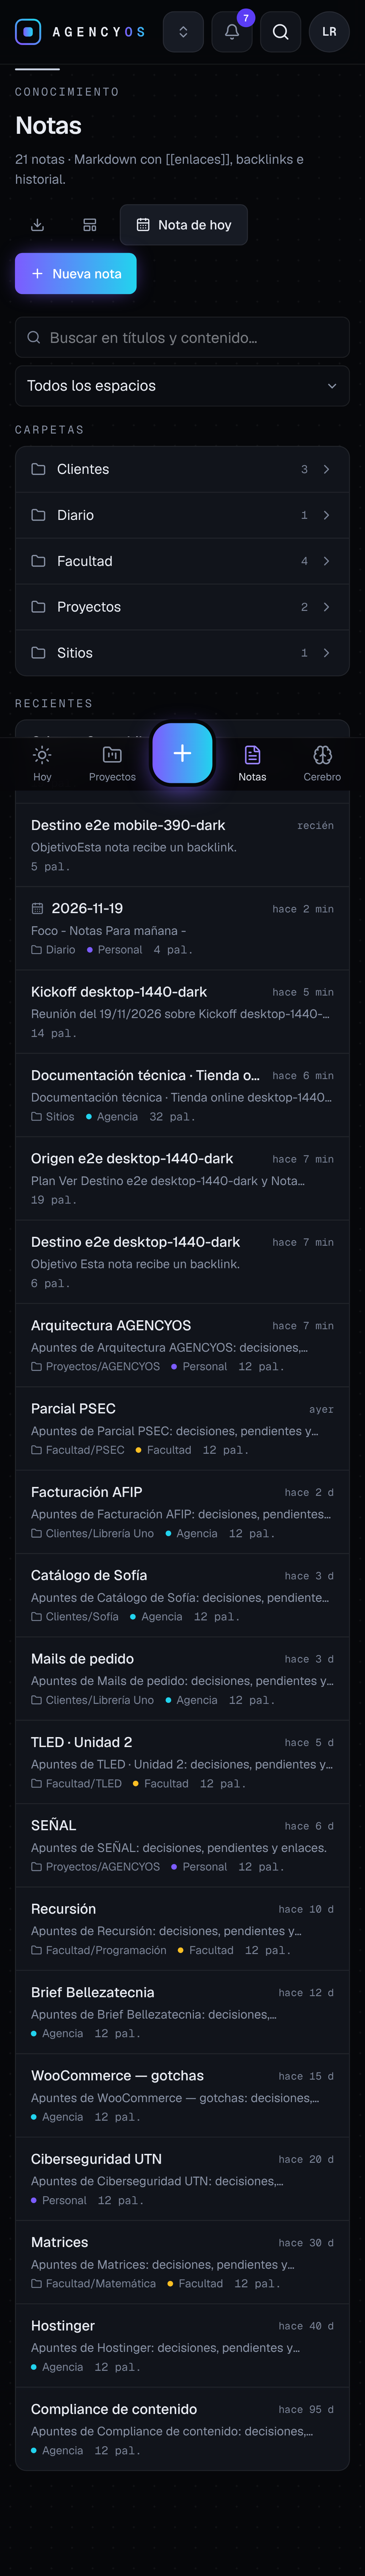 AGENCYOS
7
LR
CONOCIMIENTO
Notas
21 notas · Markdown con [[enlaces]], backlinks e
historial.
Nota de hoy
Nueva nota
Buscar en títulos y contenido...
Todos los espacios
CARPETAS
Clientes 3
Diario 1
Facultad 4
Proyectos 2
Sitios 1
RECIENTES
Hoy Proyectos Notas Cerebro
Destino e2e mobile-390-dark recién
ObjetivoEsta nota recibe un backlink.
5 pal.
2026-11-19 hace 2 min
Foco - Notas Para mañana -
Diario Personal 4 pal.
Kickoff desktop-1440-dark hace 5 min
Reunión del 19/11/2026 sobre Kickoff desktop-1440-...
14 pal.
Documentación técnica · Tienda o... hace 6 min
Documentación técnica · Tienda online desktop-1440...
Sitios Agencia 32 pal.
Origen e2e desktop-1440-dark hace 7 min
Plan Ver Destino e2e desktop-1440-dark y Nota...
19 pal.
Destino e2e desktop-1440-dark hace 7 min
Objetivo Esta nota recibe un backlink.
6 pal.
Arquitectura AGENCYOS hace 7 min
Apuntes de Arquitectura AGENCYOS: decisiones,...
Proyectos/AGENCYOS Personal 12 pal.
Parcial PSEC ayer
Apuntes de Parcial PSEC: decisiones, pendientes y...
Facultad/PSEC Facultad 12 pal.
Facturación AFIP hace 2 d
Apuntes de Facturación AFIP: decisiones, pendientes...
Clientes/Librería Uno Agencia 12 pal.
Catálogo de Sofía hace 3 d
Apuntes de Catálogo de Sofía: decisiones, pendiente...
Clientes/Sofía Agencia 12 pal.
Mails de pedido hace 3 d
Apuntes de Mails de pedido: decisiones, pendientes y...
Clientes/Librería Uno Agencia 12 pal.
TLED · Unidad 2 hace 5 d
Apuntes de TLED · Unidad 2: decisiones, pendientes y...
Facultad/TLED Facultad 12 pal.
SEÑAL hace 6 d
Apuntes de SEÑAL: decisiones, pendientes y enlaces.
Proyectos/AGENCYOS Personal 12 pal.
Recursión hace 10 d
Apuntes de Recursión: decisiones, pendientes y...
Facultad/Programación Facultad 12 pal.
Brief Bellezatecnia hace 12 d
Apuntes de Brief Bellezatecnia: decisiones,...
Agencia 12 pal.
WooCommerce — gotchas hace 15 d
Apuntes de WooCommerce — gotchas: decisiones,...
Agencia 12 pal.
Ciberseguridad UTN hace 20 d
Apuntes de Ciberseguridad UTN: decisiones,...
Personal 12 pal.
Matrices hace 30 d
Apuntes de Matrices: decisiones, pendientes y...
Facultad/Matemática Facultad 12 pal.
Hostinger hace 40 d
Apuntes de Hostinger: decisiones, pendientes y...
Agencia 12 pal.
Compliance de contenido hace 95 d
Apuntes de Compliance de contenido: decisiones,...
Agencia 12 pal.